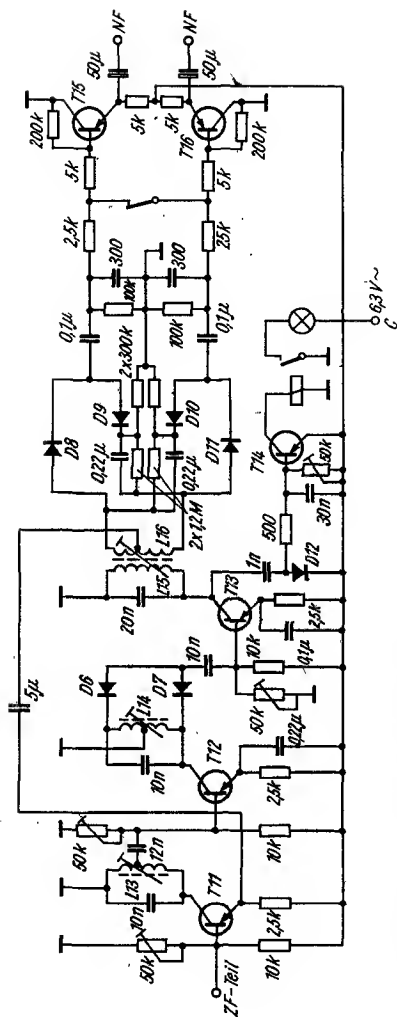 ZF-Teil
50k
10k
10n
L13
12n
T11
2,5k
50k
10k
10n
L14
D6
D7
T12
2,5k
0,22µ
5µ
10n
50k
10k
T13
0,1µ
2,5k
20n
L15
L16
1n
D12
500
30n
50k
T14
6,3V~
C
D8
D9
D10
D11
0,22µ
0,22µ
2x1,2M
2x300k
0,1µ
0,1µ
100k
100k
300
300
2,5k
25k
5k
5k
200k
200k
T15
T16
5k
5k
50µ
50µ
NF
NF